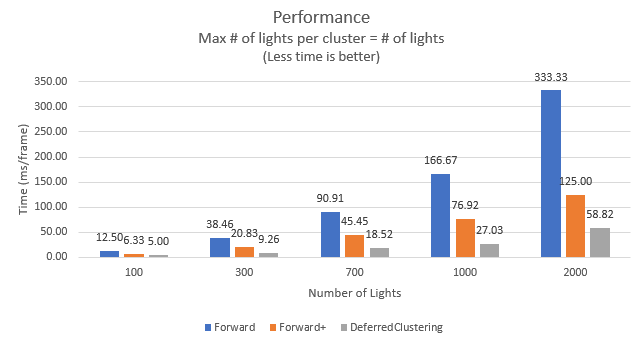 Performance
Max # of lights per cluster = # of lights
(Less time is better)
Time (ms/frame)
350.00
300.00
250.00
200.00
150.00
100.00
50.00
0.00
12.50 6.33 5.00
38.46 20.83 9.26
90.91 45.45 18.52
166.67 76.92 27.03
333.33 125.00 58.82
100 300 700 1000 2000
Number of Lights
Forward Forward+ DeferredClustering